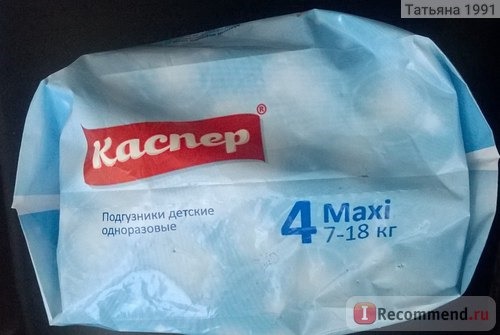 Татьяна 1991
Каспер®
Подгузники детские
одноразовые
4 Maxi
7-18 кг
I Recommend.ru